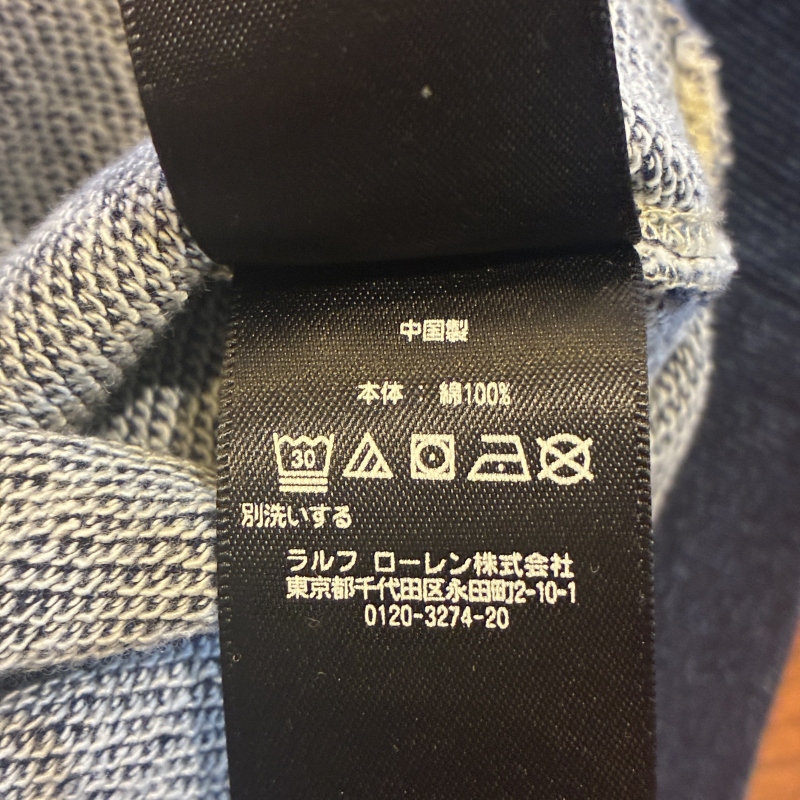 中国製
本体 : 綿100%
30
別洗いする
ラルフ ローレン株式会社
東京都千代田区永田町2-10-1
0120-3274-20